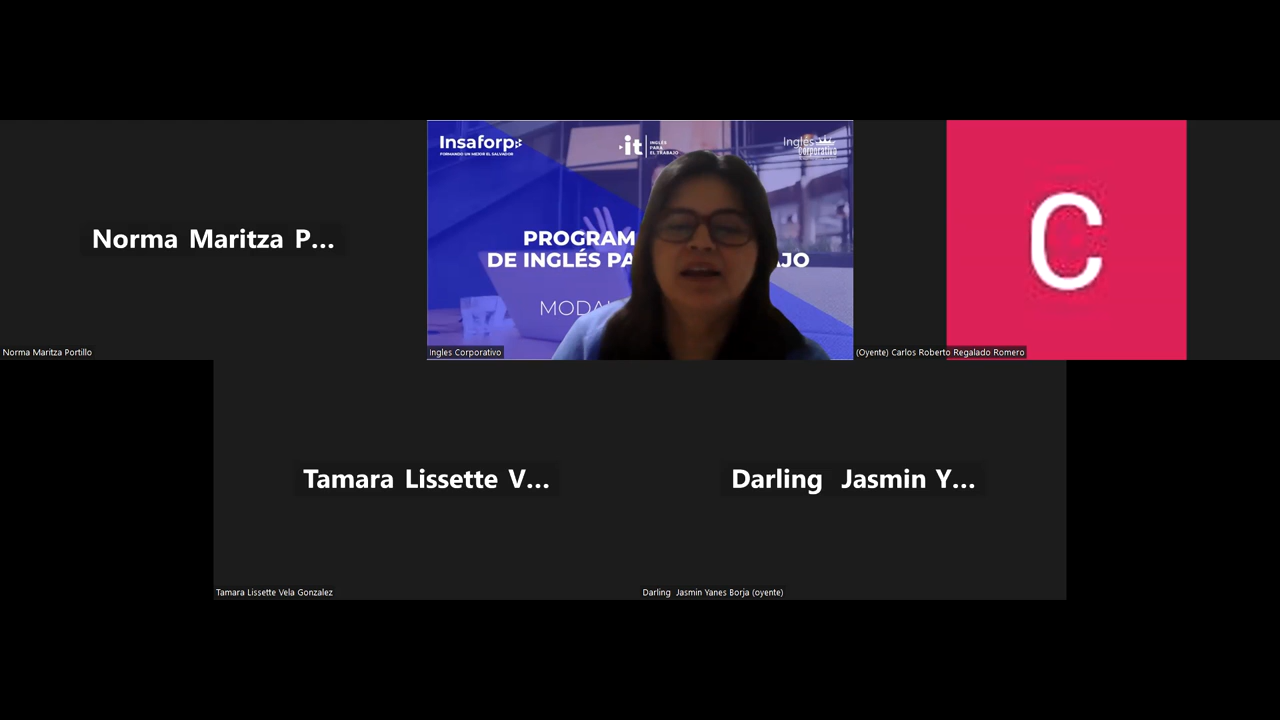 Insaforp
FORMANDO UN MEJOR EL SALVADOR
it INGLÉS
PARA
EL TRABAJO
Inglés
corporativo
Norma Maritza P...
PROGRAM
DE INGLÉS PA AJO
MODAL
C
Norma Maritza Portillo
Ingles Corporativo
(Oyente) Carlos Roberto Regalado Romero
Tamara Lissette V...
Darling Jasmin Y...
Tamara Lissette Vela Gonzalez
Darling Jasmin Yanes Borja (oyente)